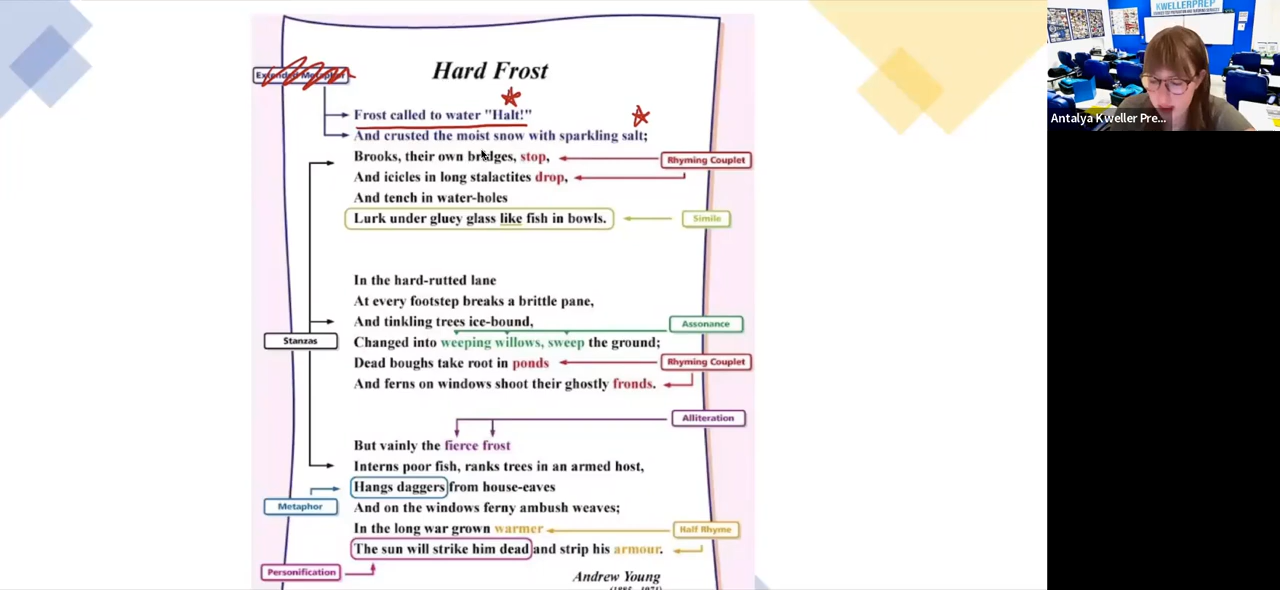 KWELLERPREP
Antalya Kweller Pre...
Hard Frost
Frost called to water "Halt!"
And crusted the moist snow with sparkling salt;
Brooks, their own bridges, stop,
Rhyming Couplet
And icicles in long stalactites drop,
And tench in water-holes
Lurk under gluey glass like fish in bowls.
Simile
In the hard-rutted lane
At every footstep breaks a brittle pane,
And tinkling trees ice-bound,
Assonance
Stanzas
Changed into weeping willows, sweep the ground;
Dead boughs take root in ponds
Rhyming Couplet
And ferns on windows shoot their ghostly fronds.
Alliteration
But vainly the fierce frost
Interns poor fish, ranks trees in an armed host,
Hangs daggers from house-eaves
Metaphor
And on the windows ferny ambush weaves;
In the long war grown warmer
Half Rhyme
The sun will strike him dead and strip his armour.
Personification
Andrew Young